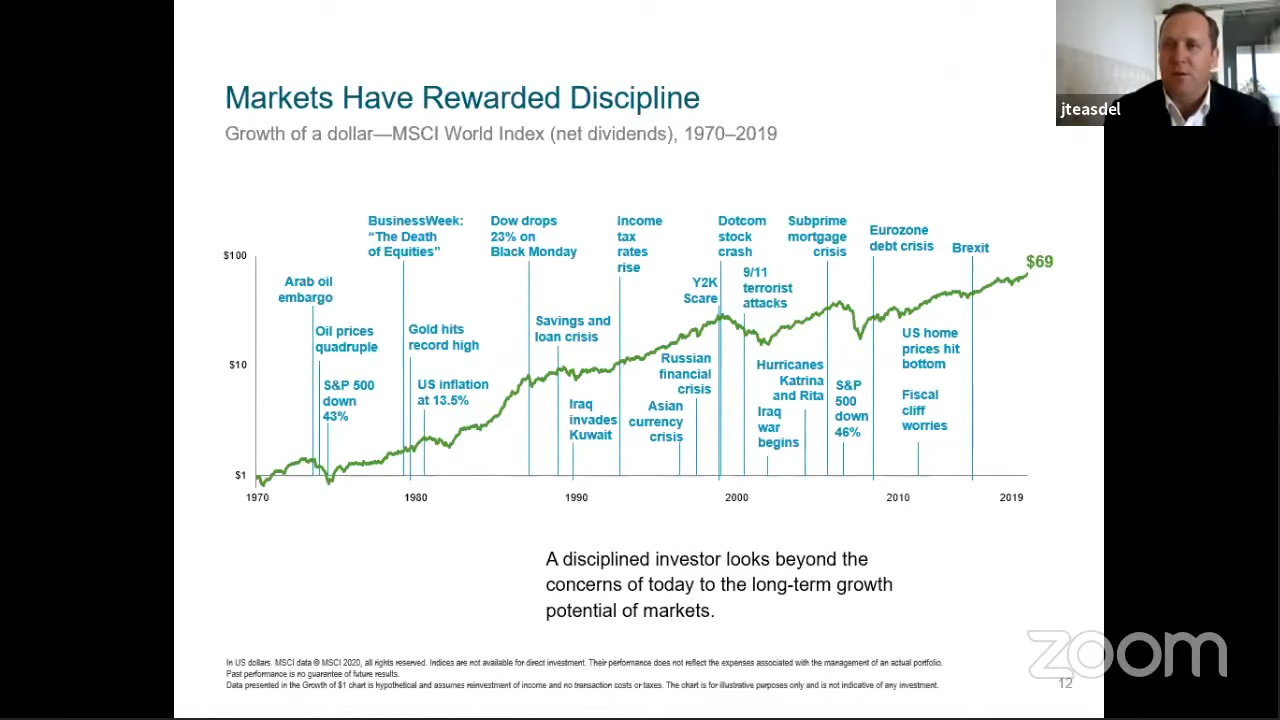 Markets Have Rewarded Discipline
Growth of a dollar—MSCI World Index (net dividends), 1970–2019
jteasdel
BusinessWeek:
“The Death
of Equities”
Dow drops
23% on
Black Monday
Income
tax
rates
rise
Dotcom
stock
crash
Subprime
mortgage
crisis
Eurozone
debt crisis
Brexit
$100
$69
Arab oil
embargo
Y2K
Scare
9/11
terrorist
attacks
Oil prices
quadruple
Gold hits
record high
Savings and
loan crisis
US home
prices hit
bottom
$10
Russian
financial
crisis
Hurricanes
Katrina
and Rita
S&P 500
down
43%
US inflation
at 13.5%
S&P
500
down
46%
Fiscal
cliff
worries
Iraq
invades
Kuwait
Asian
currency
crisis
Iraq
war
begins
$1
1970
1980
1990
2000
2010
2019
A disciplined investor looks beyond the
concerns of today to the long-term growth
potential of markets.
In US dollars. MSCI data © MSCI 2020, all rights reserved. Indices are not available for direct investment. Their performance does not reflect the expenses associated with the management of an actual portfolio.
Past performance is no guarantee of future results.
Data presented in the Growth of $1 chart is hypothetical and assumes reinvestment of income and no transaction costs or taxes. The chart is for illustrative purposes only and is not indicative of any investment.
zoom
12